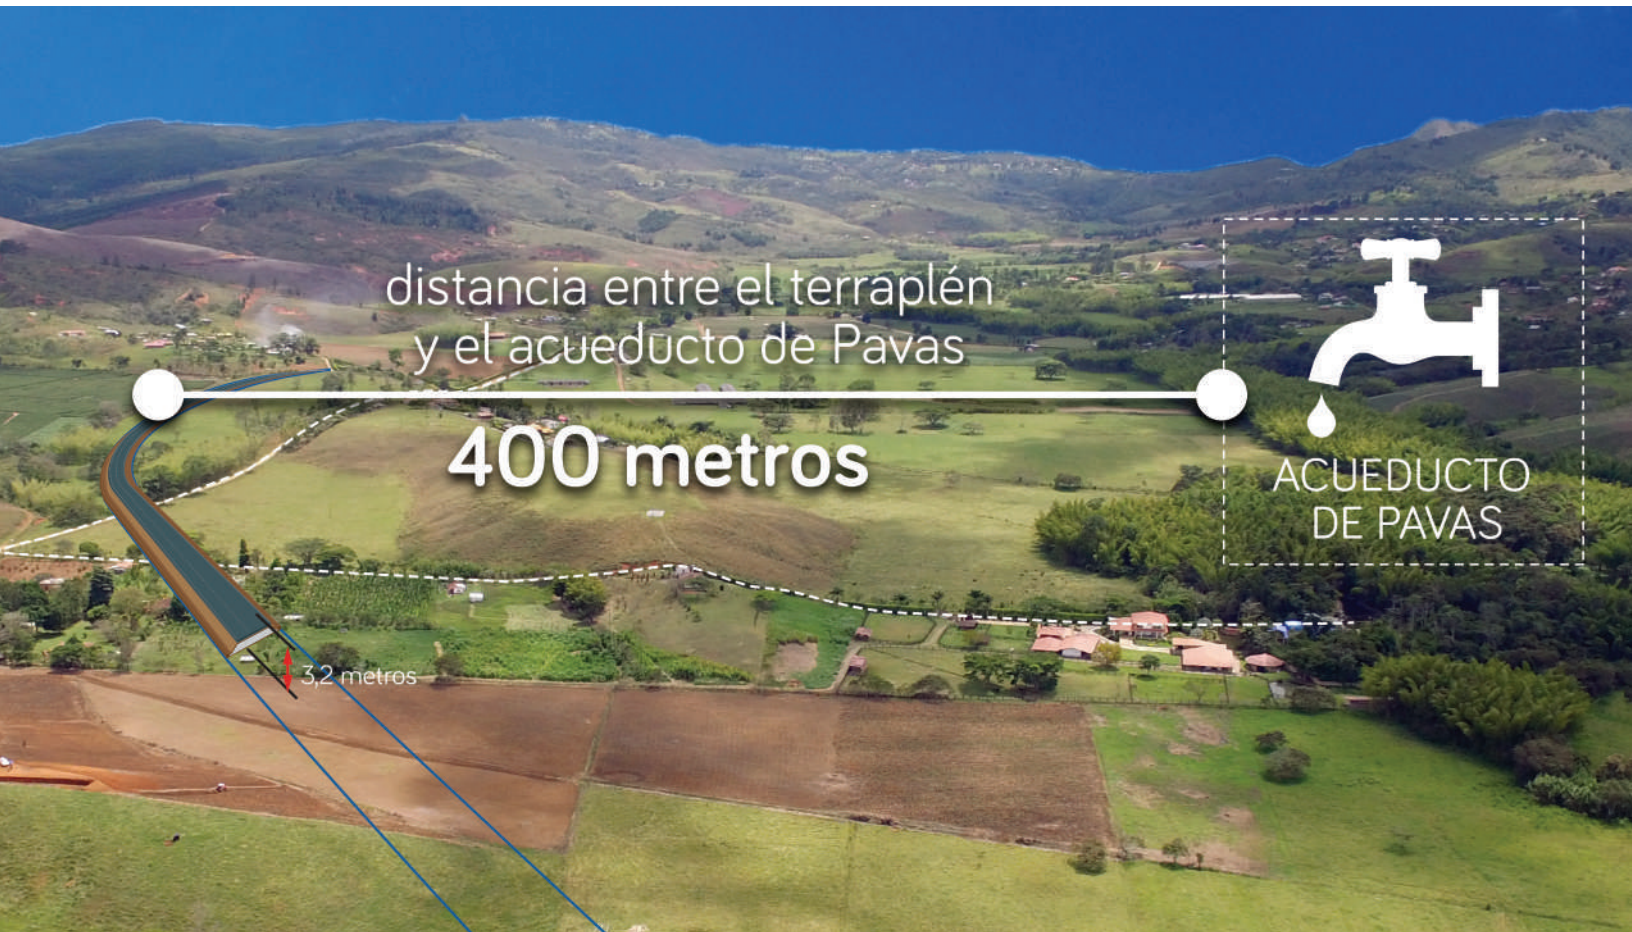 distancia entre el terraplén
y el acueducto de Pavas
400 metros
ACUEDUCTO
DE PAVAS
3,2 metros